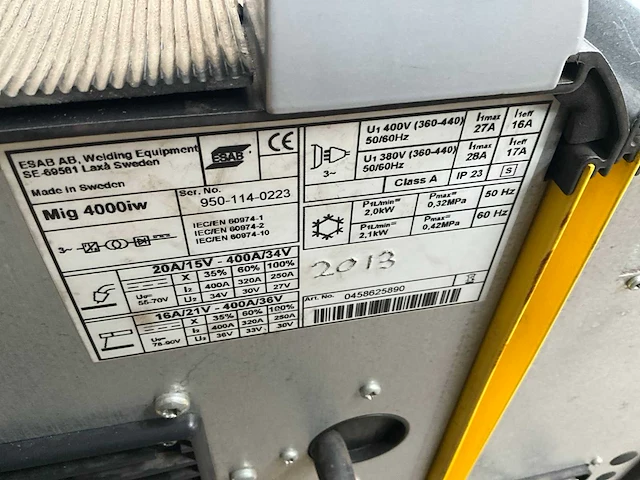 ESAB AB, Welding Equipment
SE-69581 Laxå Sweden
Made in Sweden
ESAB
CE
Mig 4000iw
Ser. No.
950-114-0223
3~
IEC/EN 60974-1
IEC/EN 60974-2
IEC/EN 60974-10
20A/15V - 400A/34V
X 35% 60% 100%
I2 400A 320A 250A
U0= 55-70V U2 34V 30V 27V
16A/21V - 400A/36V
X 35% 60% 100%
I2 400A 320A 250A
U0= 78-90V U2 36V 33V 30V
3~
U1 400V (360-440) 50/60Hz I1max 27A I1eff 16A
U1 380V (360-440) 50/60Hz I1max 28A I1eff 17A
Class A IP 23 S
P1L/min= 2,0kW Pmax= 0,32MPa 50 Hz
P1L/min= 2,1kW Pmax= 0,42MPa 60 Hz
2013
Art. No. 0458625890